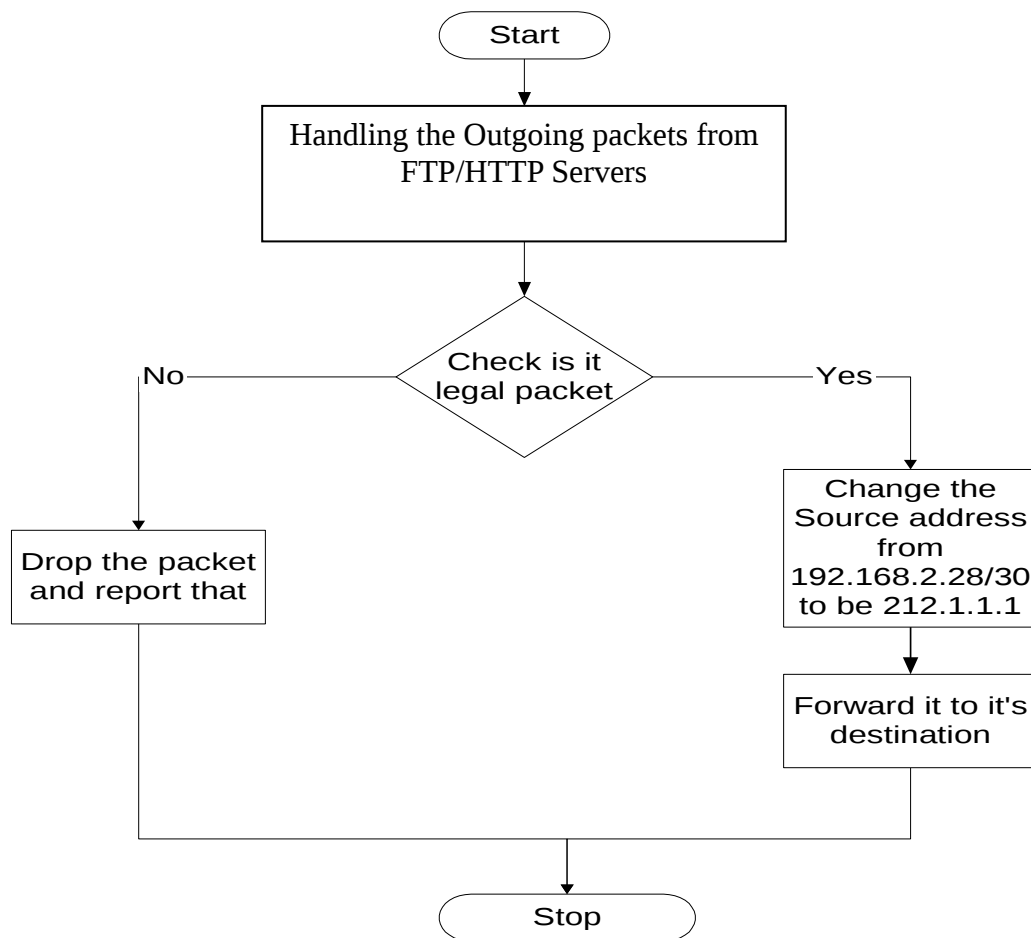 Start
Handling the Outgoing packets from
FTP/HTTP Servers
Check is it
legal packet
No
Yes
Drop the packet
and report that
Change the
Source address
from
192.168.2.28/30
to be 212.1.1.1
Forward it to it's
destination
Stop